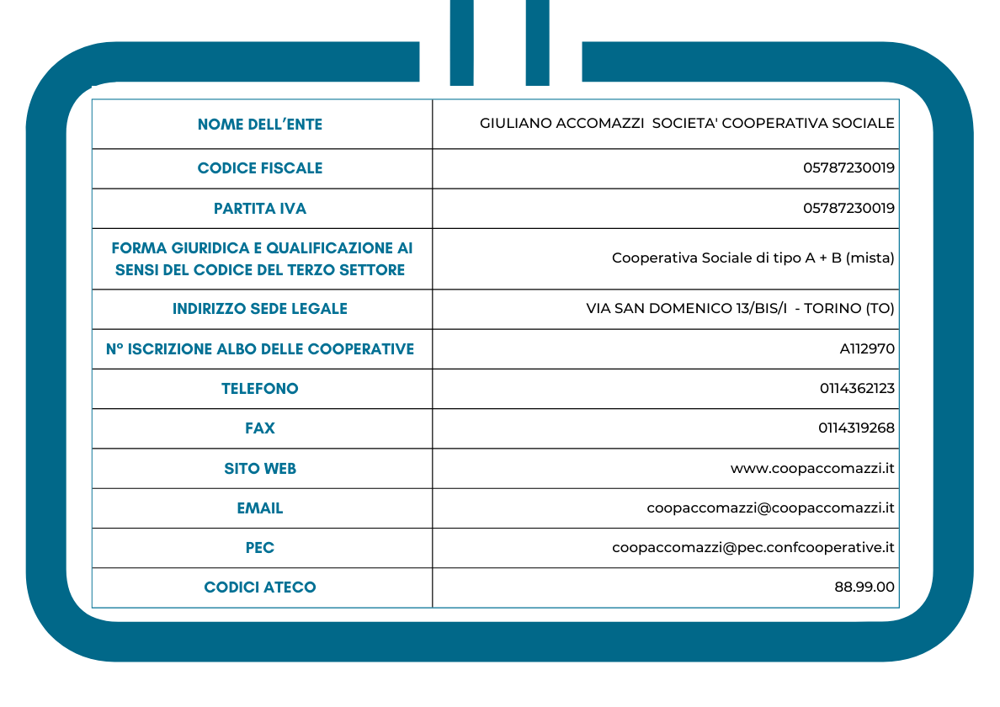 NOME DELL'ENTE
GIULIANO ACCOMAZZI  SOCIETA' COOPERATIVA SOCIALE
CODICE FISCALE
05787230019
PARTITA IVA
05787230019
FORMA GIURIDICA E QUALIFICAZIONE AI
SENSI DEL CODICE DEL TERZO SETTORE
Cooperativa Sociale di tipo A + B (mista)
INDIRIZZO SEDE LEGALE
VIA SAN DOMENICO 13/BIS/I  - TORINO (TO)
N° ISCRIZIONE ALBO DELLE COOPERATIVE
A112970
TELEFONO
0114362123
FAX
0114319268
SITO WEB
www.coopaccomazzi.it
EMAIL
coopaccomazzi@coopaccomazzi.it
PEC
coopaccomazzi@pec.confcooperative.it
CODICI ATECO
88.99.00